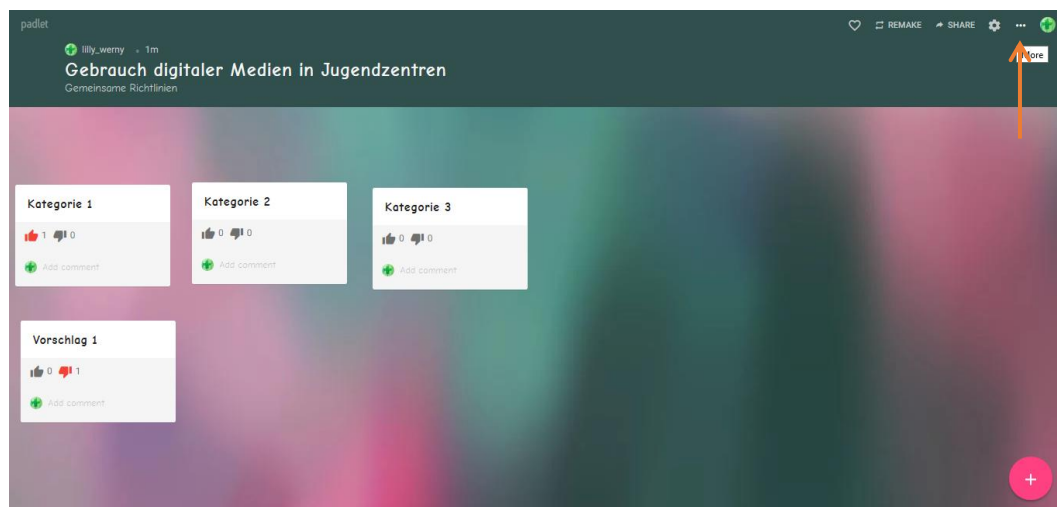 padlet
REMAKE SHARE
lilly_werny 1m
More
Gebrauch digitaler Medien in Jugendzentren
Gemeinsame Richtlinien
Kategorie 1
1 0
Add comment
Kategorie 2
0 0
Add comment
Kategorie 3
0 0
Add comment
Vorschlag 1
0 1
Add comment